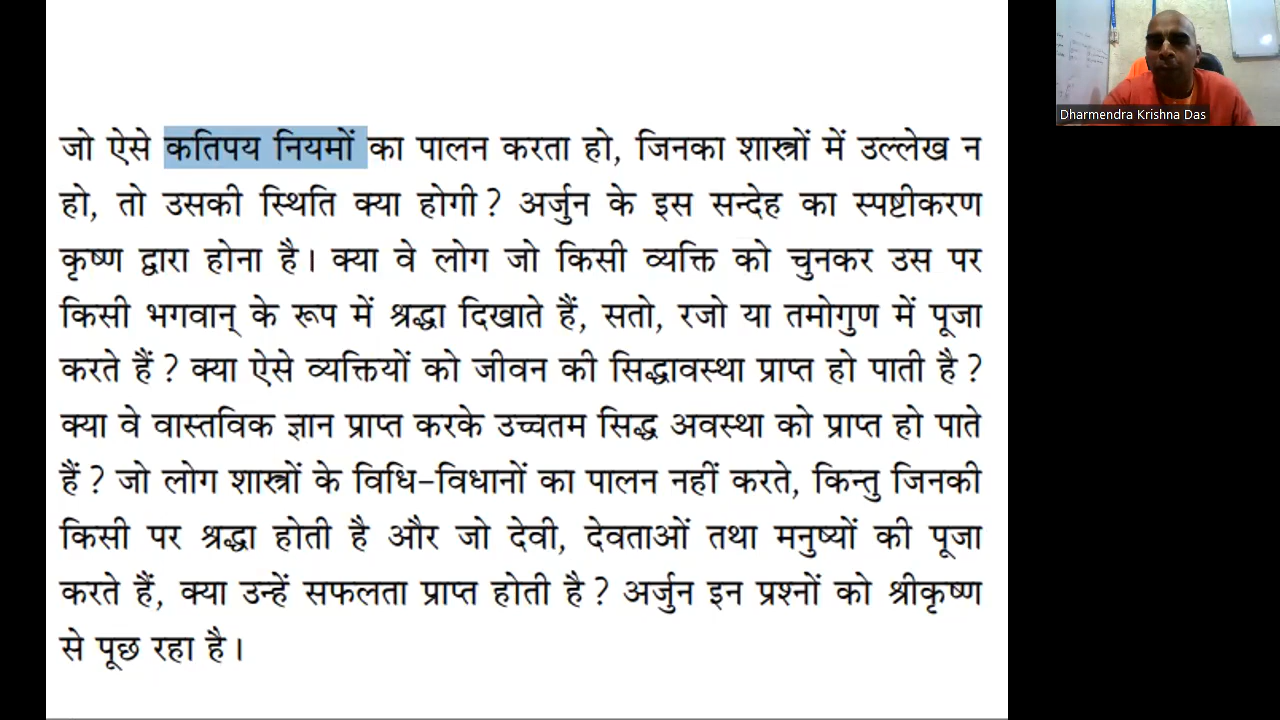 जो ऐसे कतिपय नियमों का पालन करता हो, जिनका शास्त्रों में उल्लेख न
हो, तो उसकी स्थिति क्या होगी ? अर्जुन के इस सन्देह का स्पष्टीकरण
कृष्ण द्वारा होना है। क्या वे लोग जो किसी व्यक्ति को चुनकर उस पर
किसी भगवान् के रूप में श्रद्धा दिखाते हैं, सतो, रजो या तमोगुण में पूजा
करते हैं ? क्या ऐसे व्यक्तियों को जीवन की सिद्धावस्था प्राप्त हो पाती है ?
क्या वे वास्तविक ज्ञान प्राप्त करके उच्चतम सिद्ध अवस्था को प्राप्त हो पाते
हैं ? जो लोग शास्त्रों के विधि-विधानों का पालन नहीं करते, किन्तु जिनकी
किसी पर श्रद्धा होती है और जो देवी, देवताओं तथा मनुष्यों की पूजा
करते हैं, क्या उन्हें सफलता प्राप्त होती है ? अर्जुन इन प्रश्नों को श्रीकृष्ण
से पूछ रहा है।
Dharmendra Krishna Das